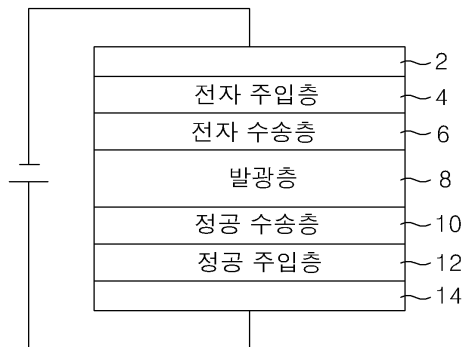 2
전자 주입층 4
전자 수송층 6
발광층 8
정공 수송층 10
정공 주입층 12
14